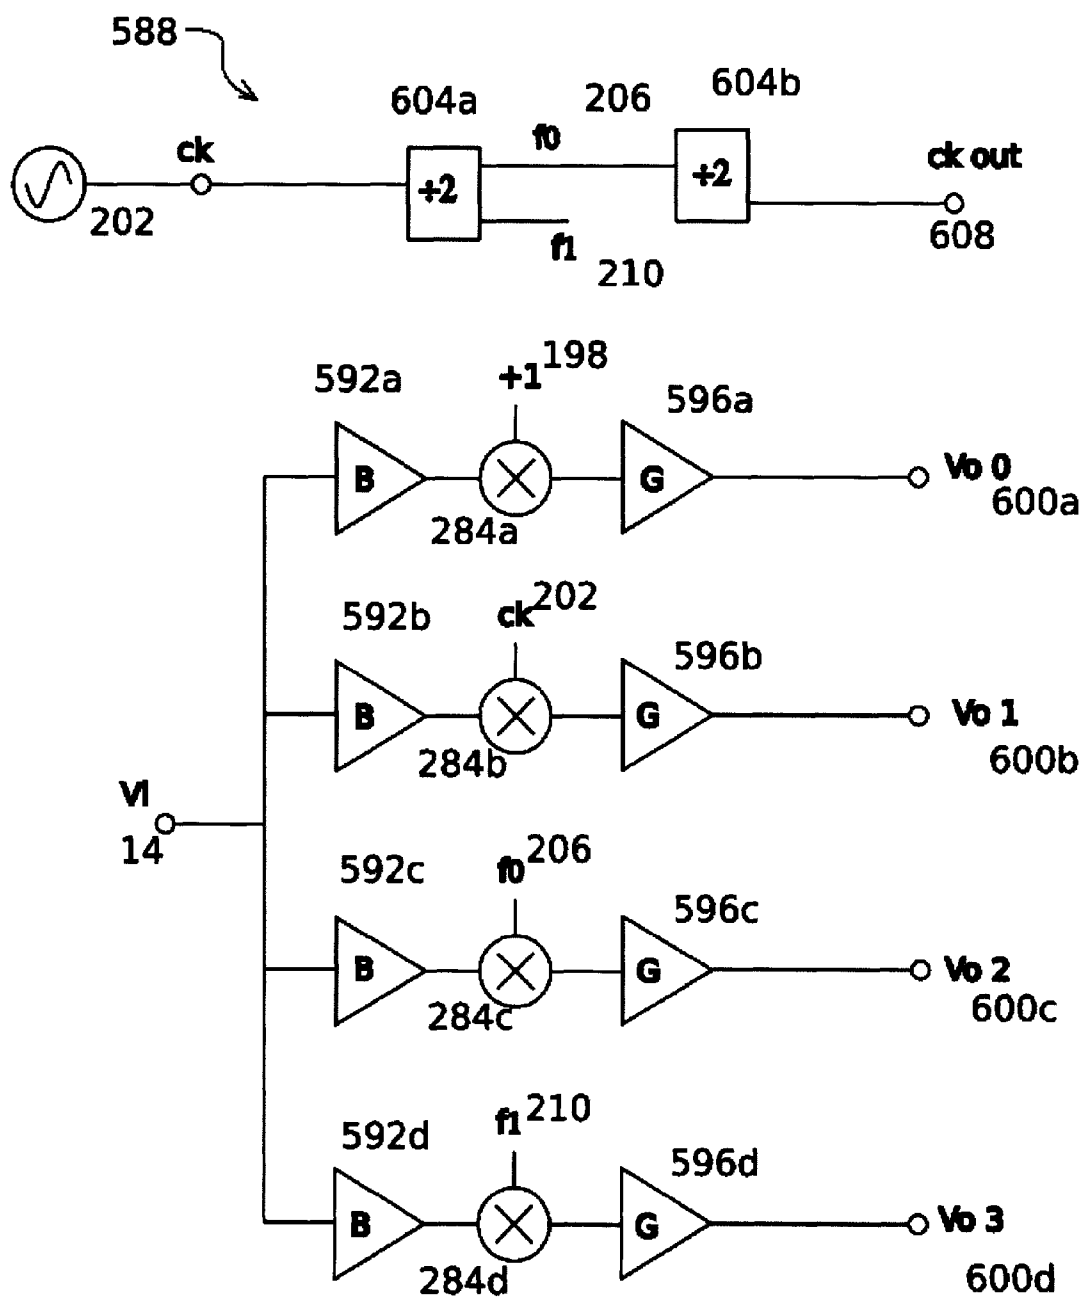 588
604a
206
604b
ck
f0
ck out
÷2
÷2
202
f1
210
608
+1 198
592a
596a
B
G
Vo 0
284a
600a
ck 202
592b
596b
B
G
Vo 1
284b
600b
Vi
14
f0 206
592c
596c
B
G
Vo 2
284c
600c
f1 210
592d
596d
B
G
Vo 3
284d
600d